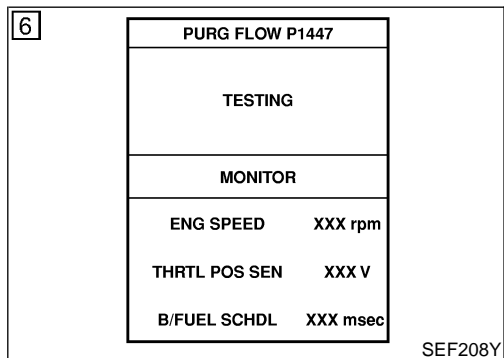 6
PURG FLOW P1447
TESTING
MONITOR
ENG SPEED XXX rpm
THRTL POS SEN XXX V
B/FUEL SCHDL XXX msec
SEF208Y